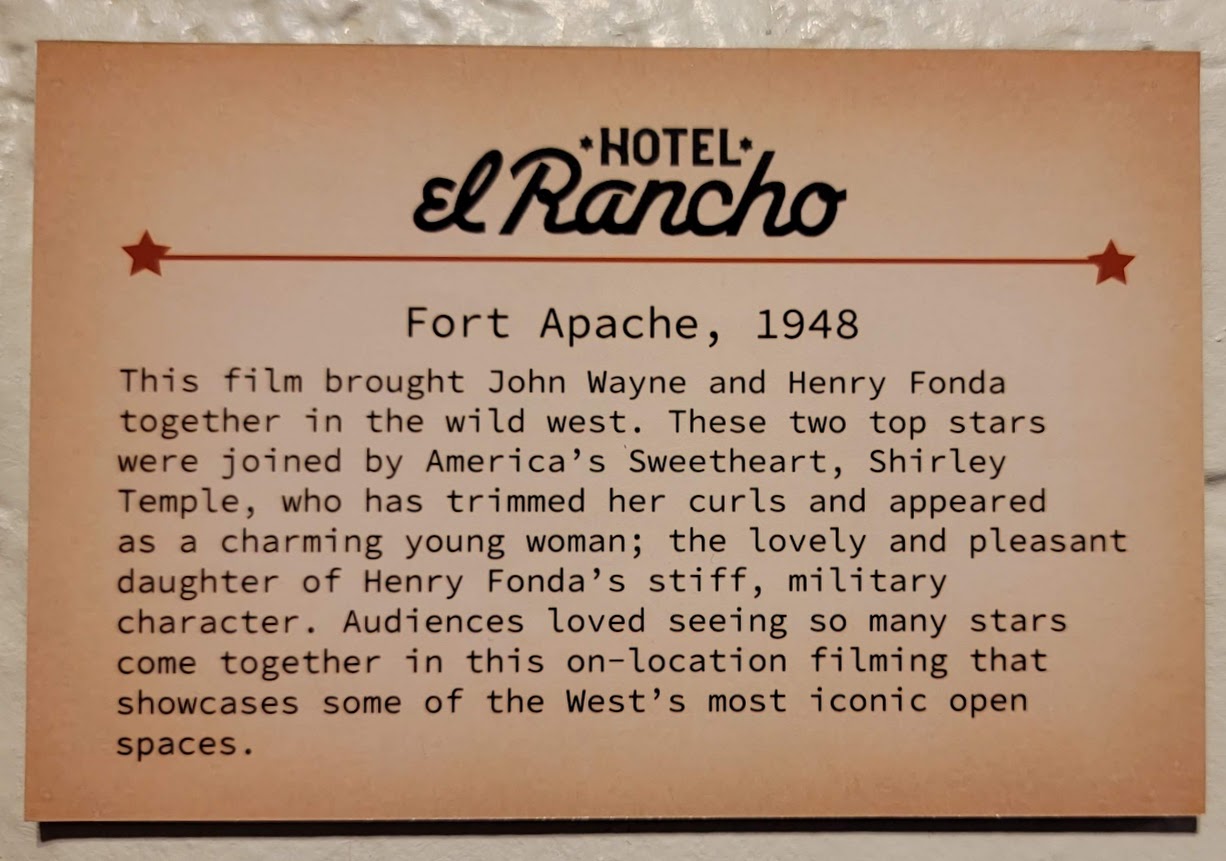 HOTEL
el Rancho
Fort Apache, 1948
This film brought John Wayne and Henry Fonda
together in the wild west. These two top stars
were joined by America’s Sweetheart, Shirley
Temple, who has trimmed her curls and appeared
as a charming young woman; the lovely and pleasant
daughter of Henry Fonda’s stiff, military
character. Audiences loved seeing so many stars
come together in this on-location filming that
showcases some of the West’s most iconic open
spaces.